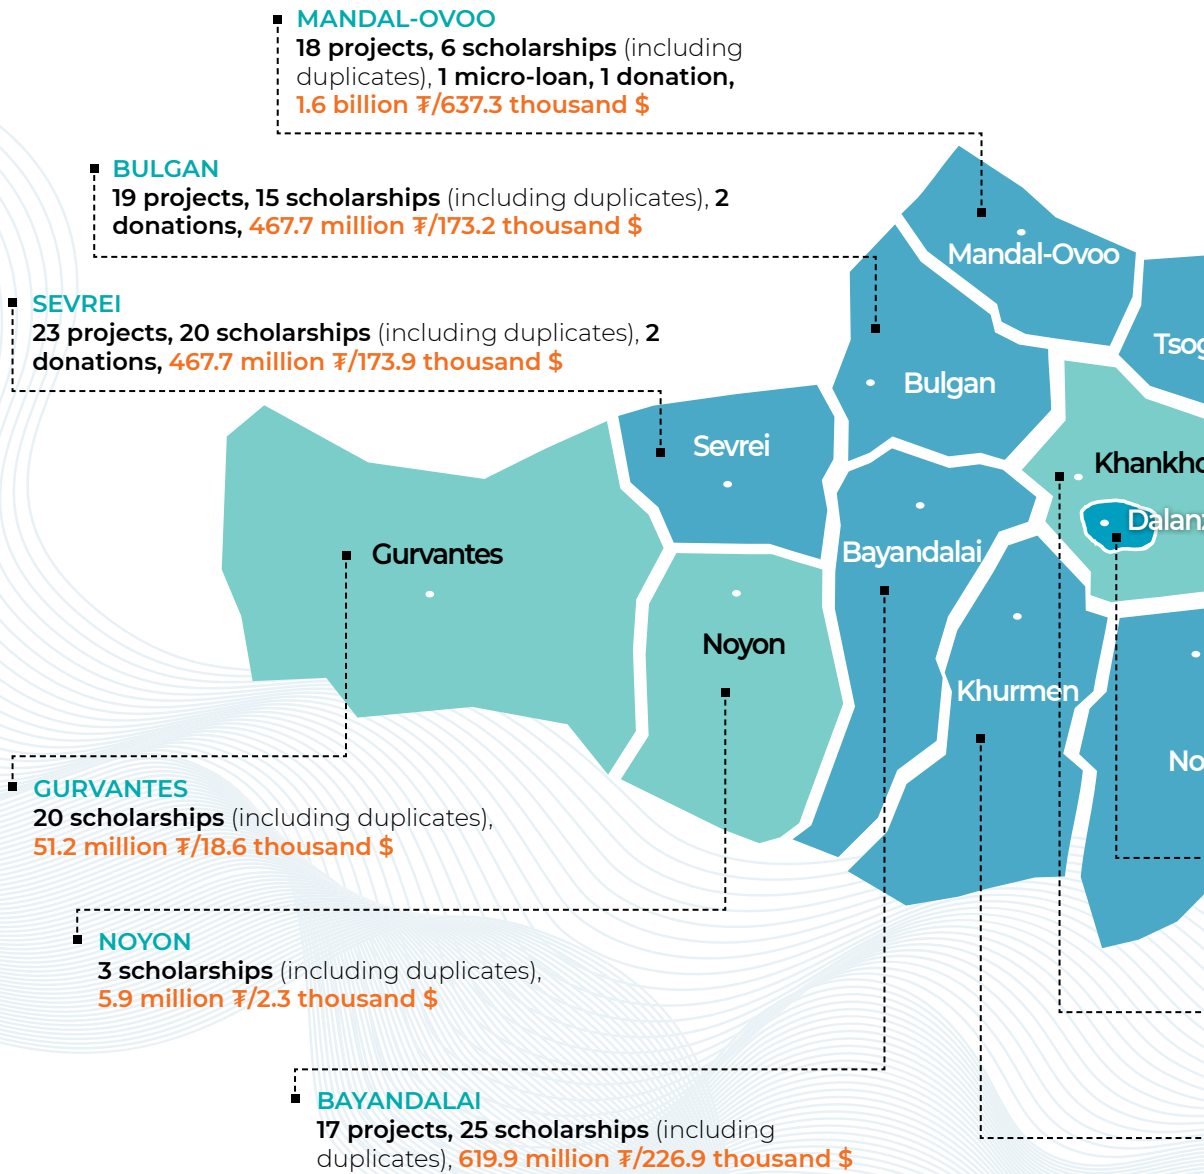 MANDAL-OVOO
18 projects, 6 scholarships (including
duplicates), 1 micro-loan, 1 donation,
1.6 billion ₮/637.3 thousand $
BULGAN
19 projects, 15 scholarships (including duplicates), 2
donations, 467.7 million ₮/173.2 thousand $
SEVREI
23 projects, 20 scholarships (including duplicates), 2
donations, 467.7 million ₮/173.9 thousand $
Mandal-Ovoo
Tsog
Bulgan
Sevrei
Khankho
Dalanz
Bayandalai
Gurvantes
Noyon
Khurmen
No
GURVANTES
20 scholarships (including duplicates),
51.2 million ₮/18.6 thousand $
NOYON
3 scholarships (including duplicates),
5.9 million ₮/2.3 thousand $
BAYANDALAI
17 projects, 25 scholarships (including
duplicates), 619.9 million ₮/226.9 thousand $